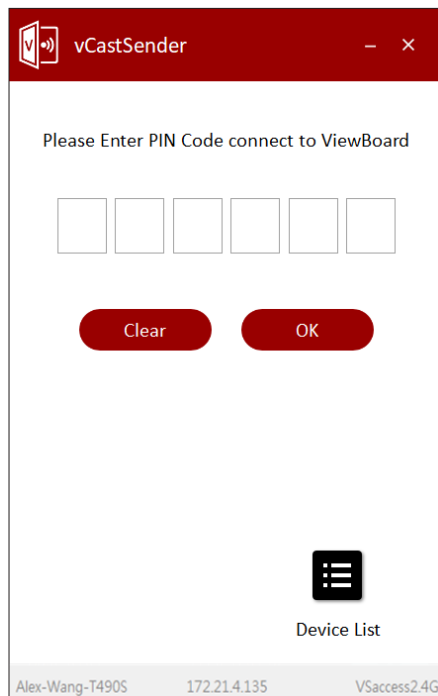 vCastSender
Please Enter PIN Code connect to ViewBoard
Clear OK
Device List
Alex-Wang-T490S 172.21.4.135 VSaccess2.4G